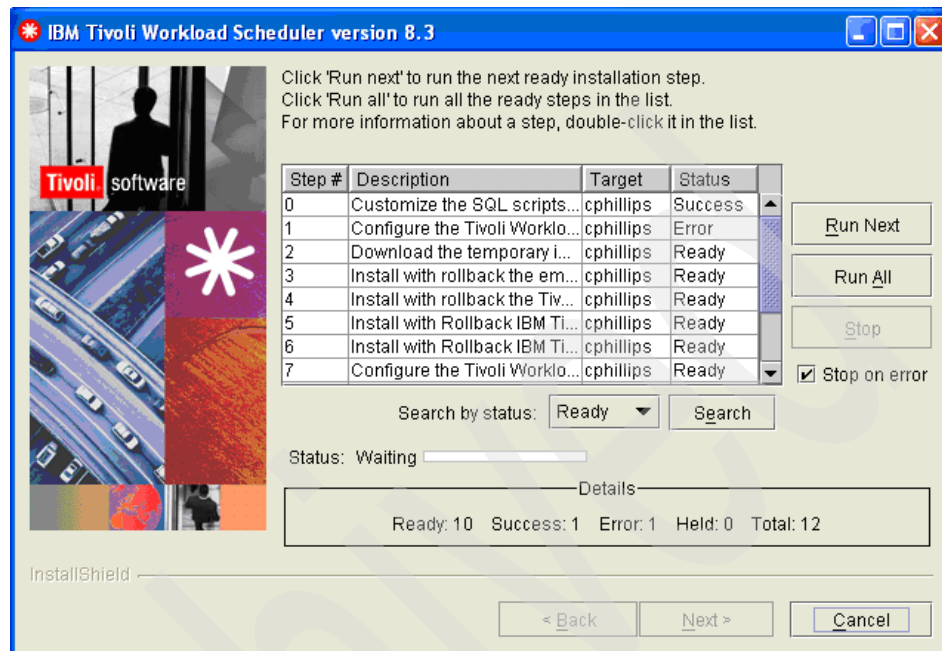 IBM Tivoli Workload Scheduler version 8.3
Click 'Run next' to run the next ready installation step.
Click 'Run all' to run all the ready steps in the list.
For more information about a step, double-click it in the list.
Tivoli software
Step # Description Target Status
0 Customize the SQL scripts... cphillips Success
1 Configure the Tivoli Worklo... cphillips Error
2 Download the temporary i... cphillips Ready
3 Install with rollback the em... cphillips Ready
4 Install with rollback the Tiv... cphillips Ready
5 Install with Rollback IBM Ti... cphillips Ready
6 Install with Rollback IBM Ti... cphillips Ready
7 Configure the Tivoli Worklo... cphillips Ready
Run Next
Run All
Stop
Stop on error
Search by status: Ready Search
Status: Waiting
Details
Ready: 10 Success: 1 Error: 1 Held: 0 Total: 12
InstallShield
< Back Next > Cancel